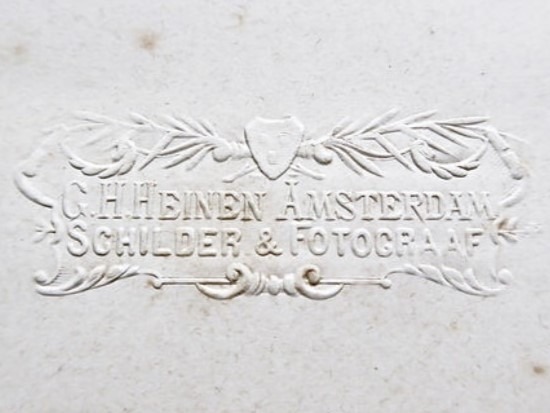 G.H.HEINEN AMSTERDAM
SCHILDER & FOTOGRAAF